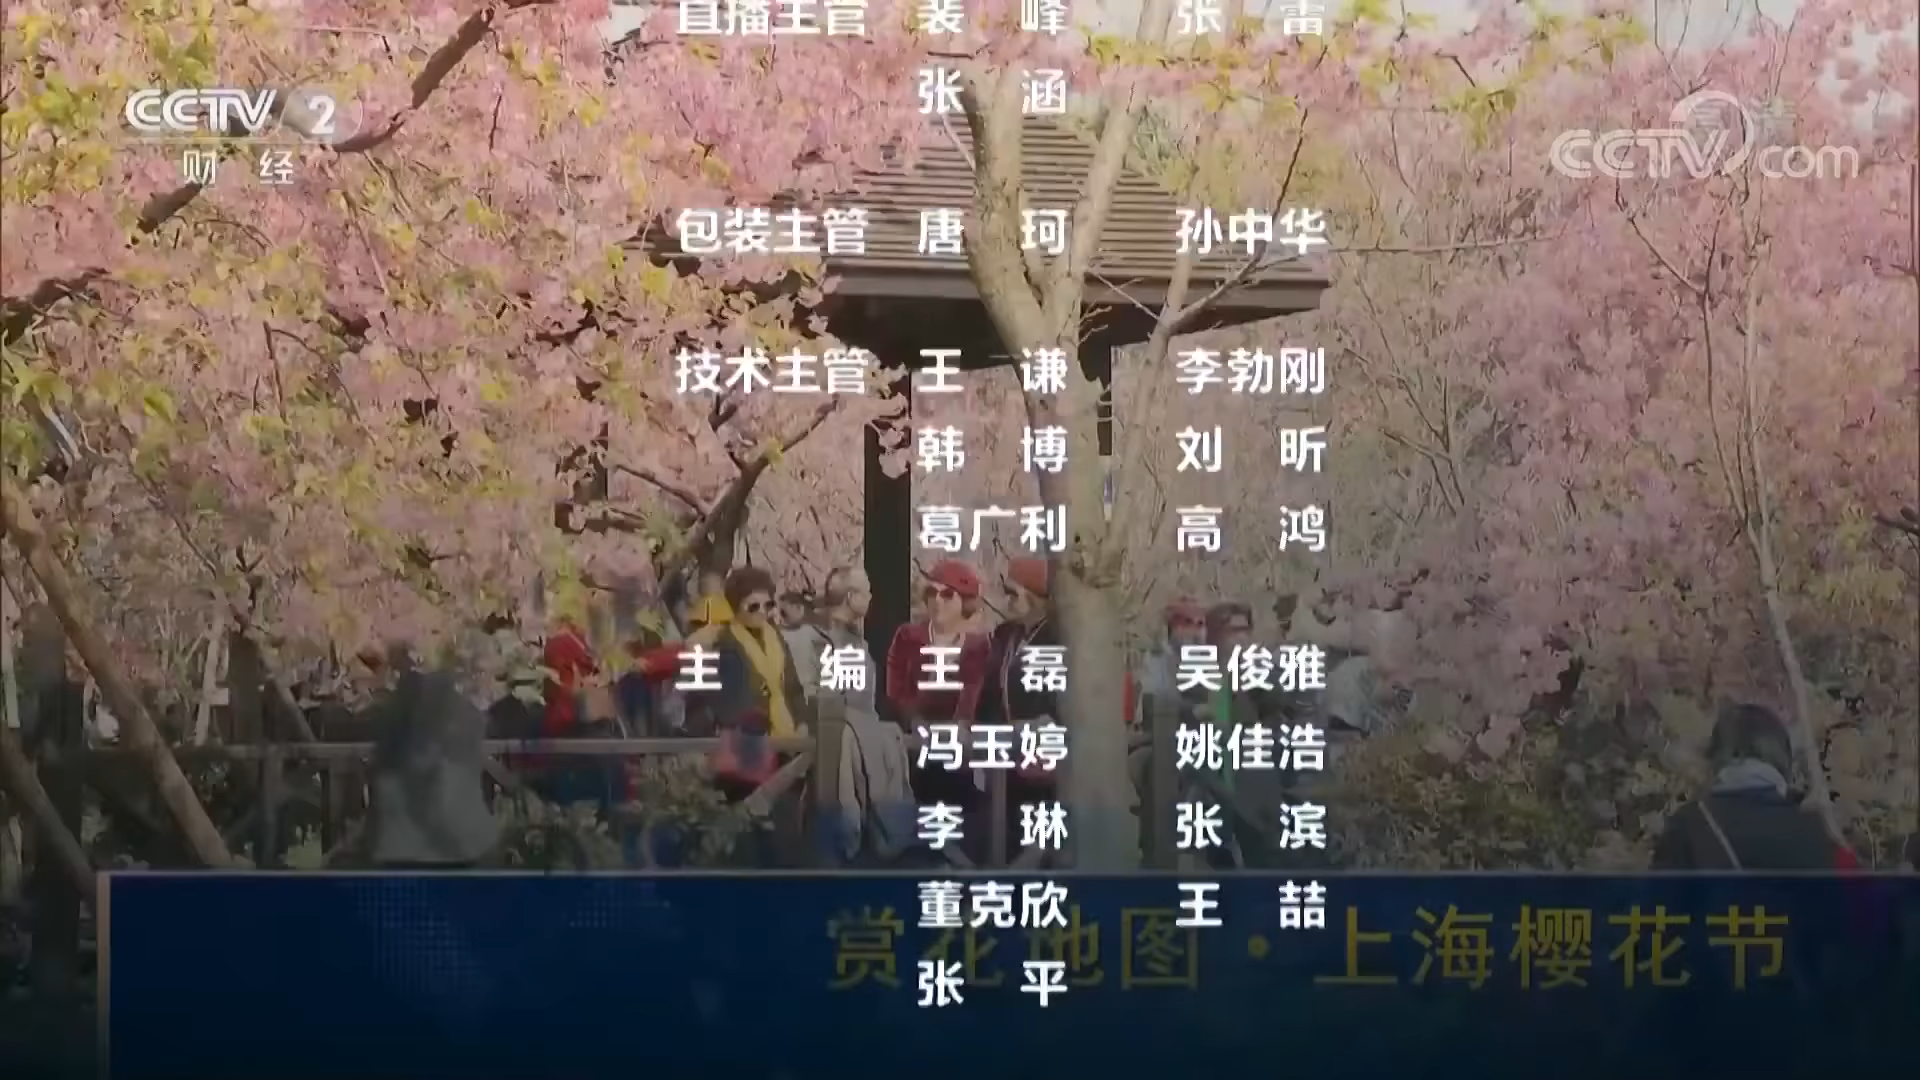 直播主管 裴 峰 张 雷
张 涵
CCTV 2
财 经
CCTV com
包装主管 唐 珂 孙中华
技术主管 王 谦 李勃刚
韩 博 刘 昕
葛广利 高 鸿
主 编 王 磊 吴俊雅
冯玉婷 姚佳浩
李 琳 张 滨
董克欣 王 喆
张 平
赏花地图·上海樱花节